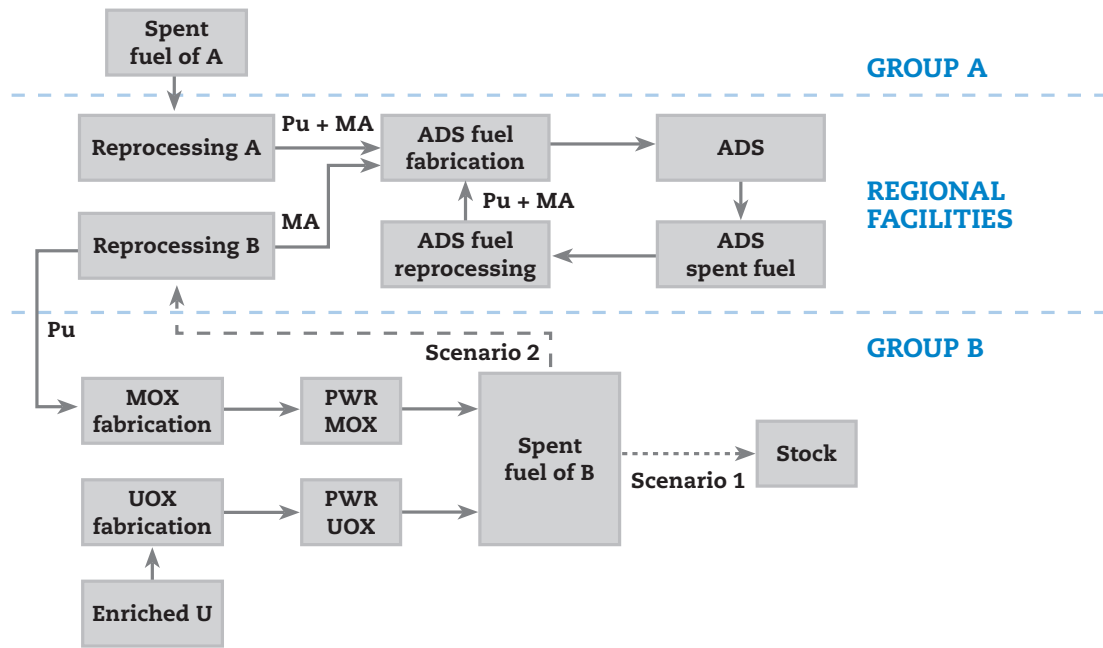 Spent
fuel of A
GROUP A
Reprocessing A
Pu + MA
ADS fuel
fabrication
ADS
REGIONAL
FACILITIES
Reprocessing B
MA
Pu + MA
ADS fuel
reprocessing
ADS
spent fuel
Pu
Scenario 2
GROUP B
MOX
fabrication
PWR
MOX
Spent
fuel of B
Scenario 1
Stock
UOX
fabrication
PWR
UOX
Enriched U